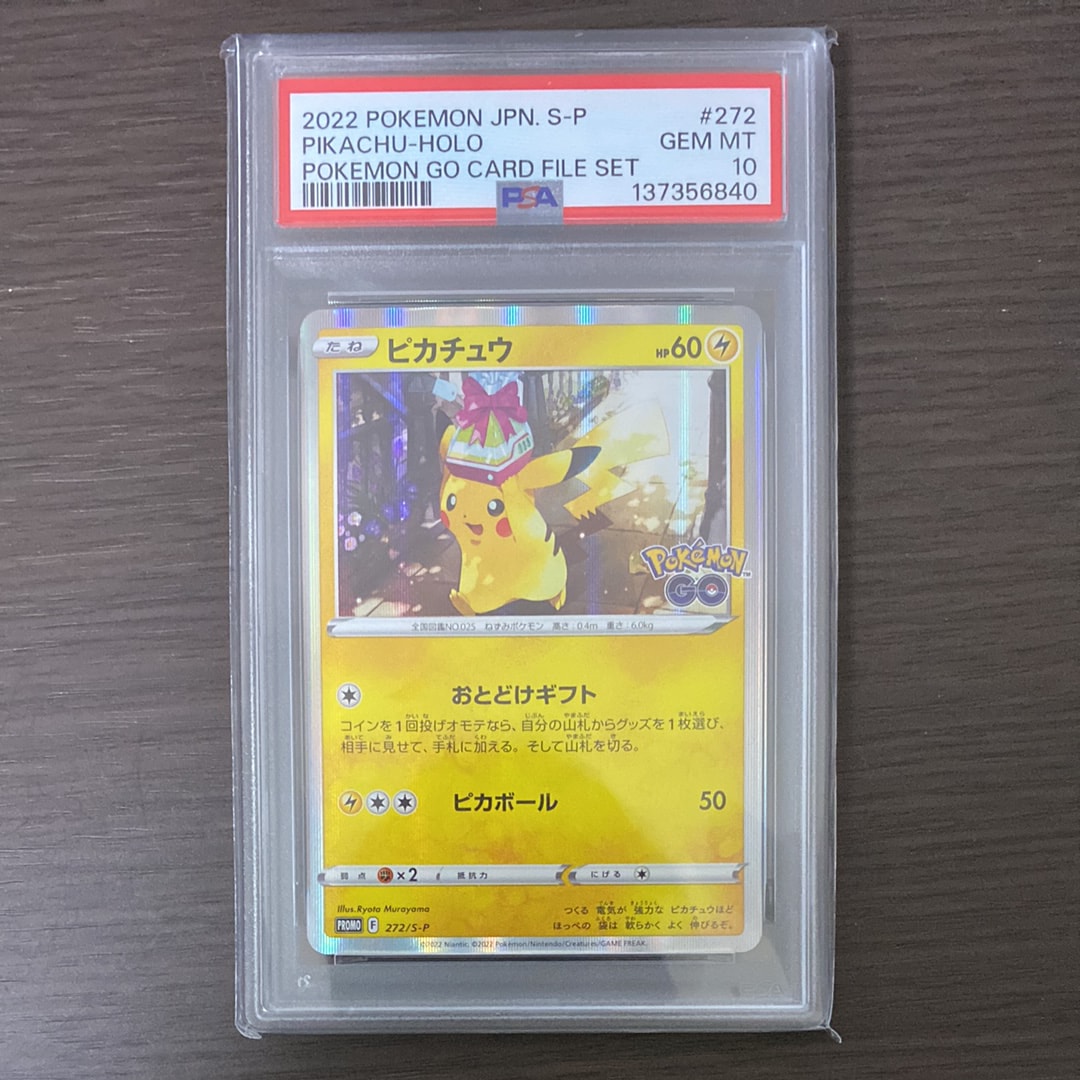 2022 POKEMON JPN. S-P #272
PIKACHU-HOLO GEM MT
POKEMON GO CARD FILE SET 10
PSA 137356840
たね ピカチュウ HP60
Pokémon
GO
全国図鑑NO.025 ねずみポケモン 高さ:0.4m 重さ:6.0kg
おとどけギフト
コインを1回投げオモテなら、自分の山札からグッズを1枚選び、
相手に見せて、手札に加える。そして山札を切る。
ピカボール 50
弱点 ×2 抵抗力 にげる
Illus.Ryota Murayama
つくる 電気が 強力な ピカチュウほど
ほっぺの 袋は 軟らかく よく 伸びるぞ。
PROMO F 272/S-P
©2022 Niantic. ©2022 Pokémon/Nintendo/Creatures/GAME FREAK.